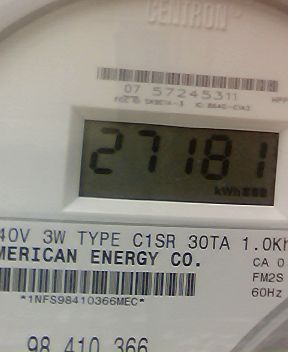 CENTRON
07 57245311
27181
kWh
40V 3W TYPE C1SR 30TA 1.0Kh
MERICAN ENERGY CO.
CA 0
FM2S
60Hz
*1NFS98410366MEC*
98 410 366